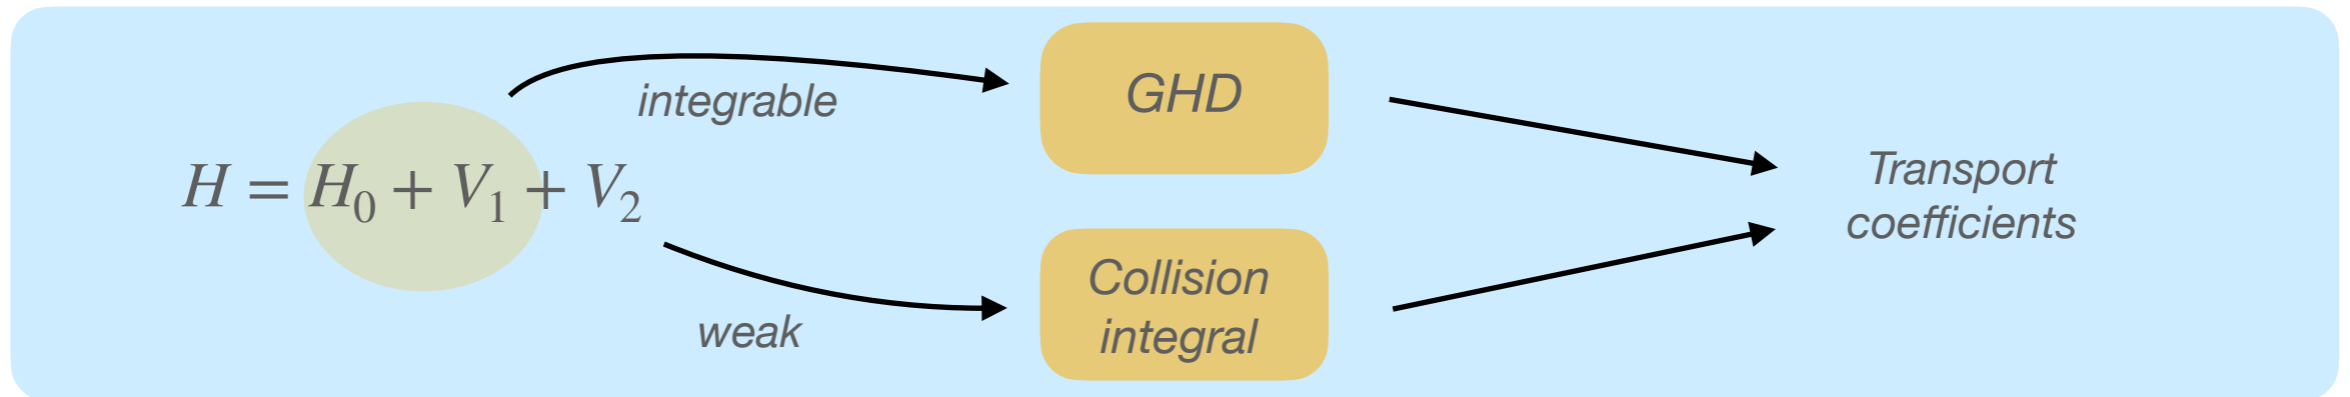 integrable
GHD
H = H₀ + V₁ + V₂
Transport
coefficients
Collision
integral
weak